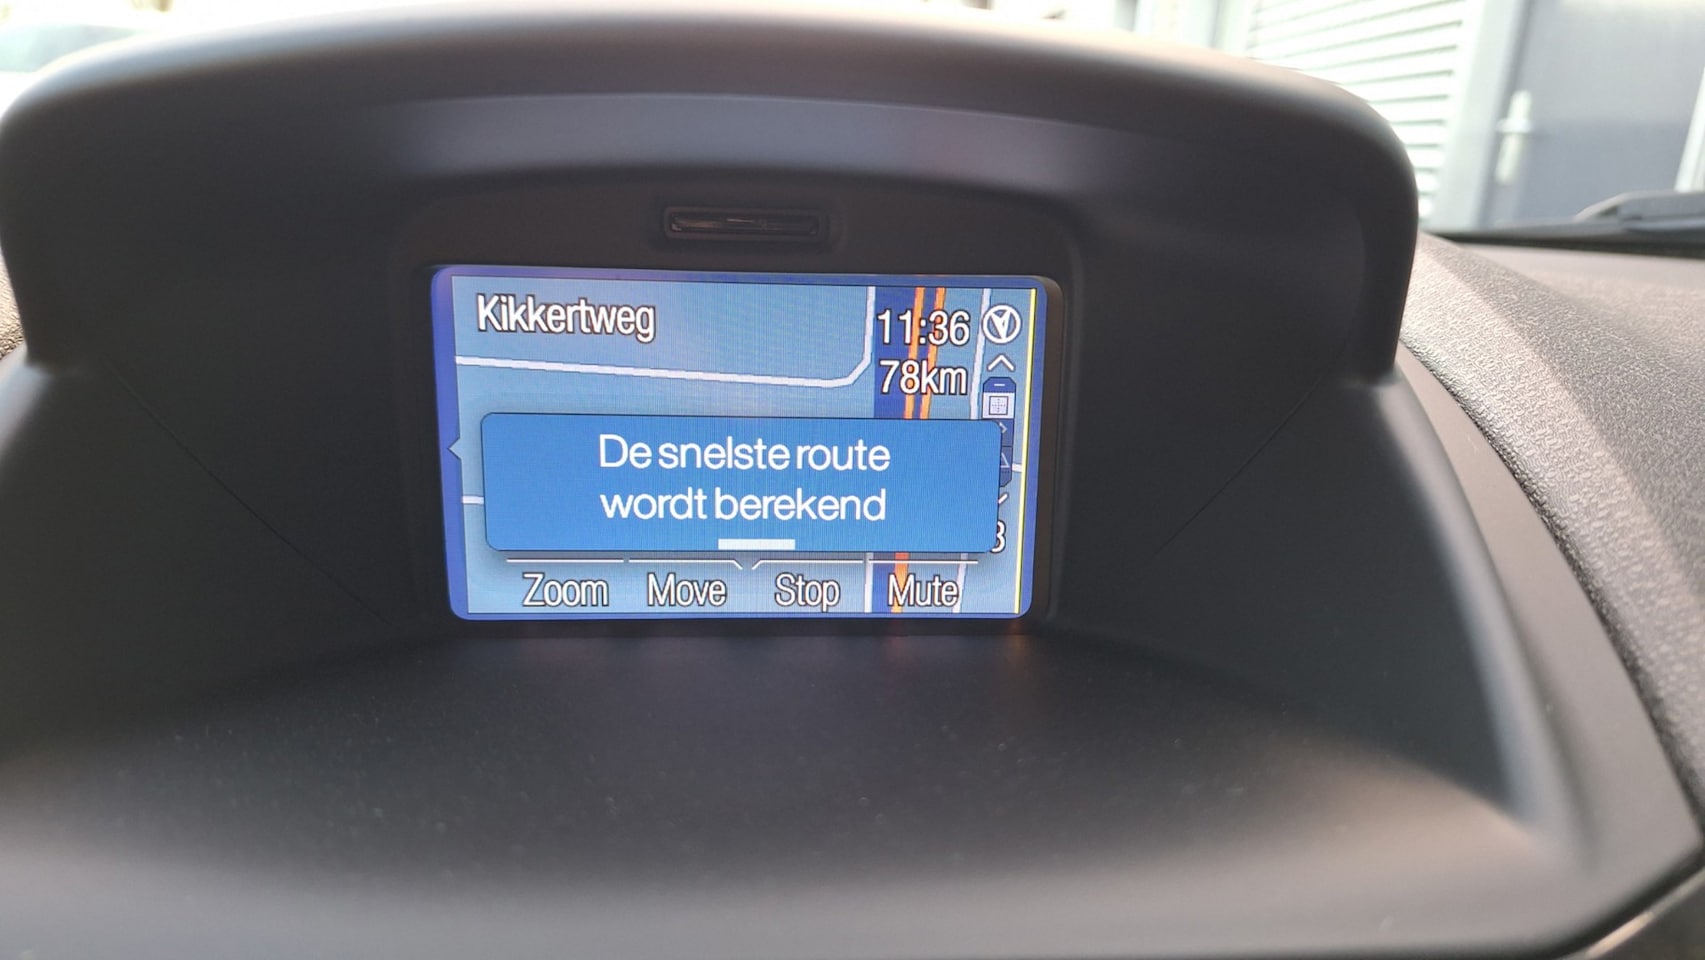 Kikkertweg
11:36
78km
De snelste route
wordt berekend
Zoom Move Stop Mute